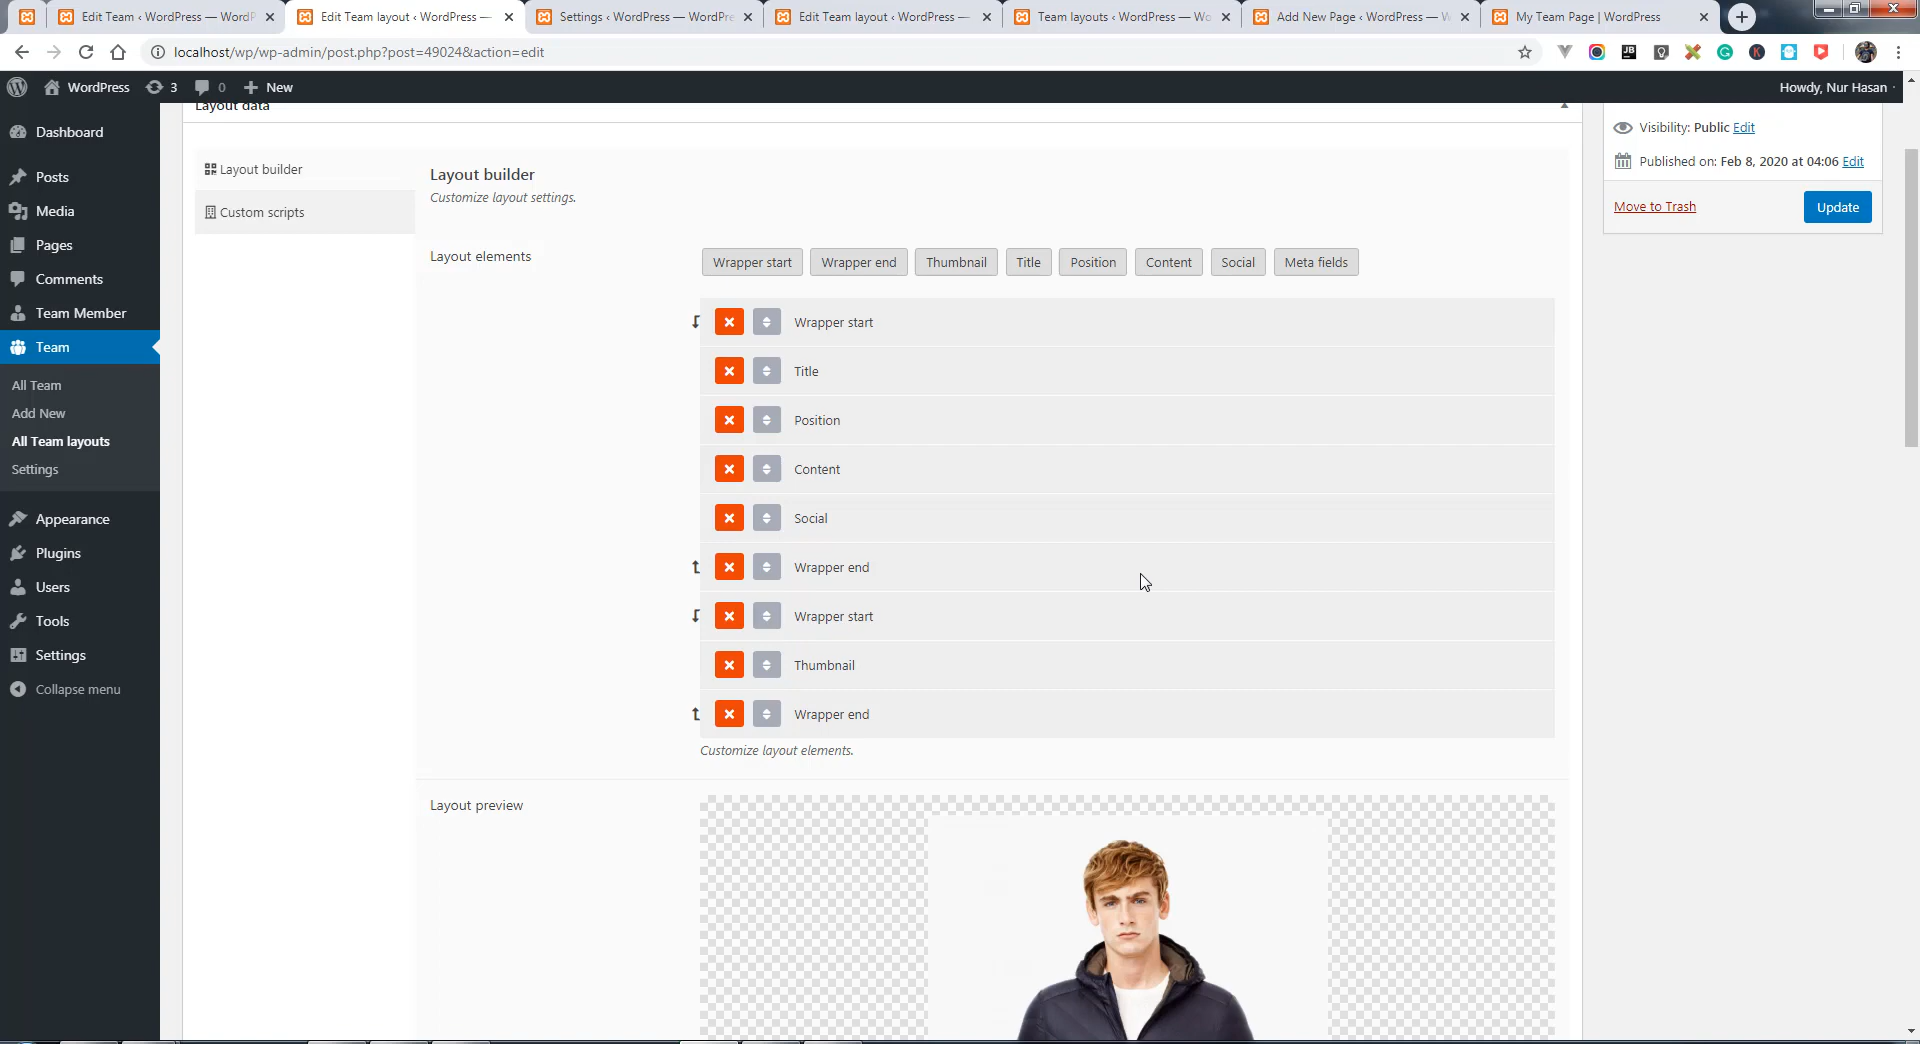 Edit Team ‹ WordPress — WordP
Edit Team layout ‹ WordPress —
Settings ‹ WordPress — WordPre
Edit Team layout ‹ WordPress —
Team layouts ‹ WordPress — Wo
Add New Page ‹ WordPress — W
My Team Page | WordPress
localhost/wp/wp-admin/post.php?post=49024&action=edit
WordPress
3
0
New
Howdy, Nur Hasan
Dashboard
Posts
Media
Pages
Comments
Team Member
Team
All Team
Add New
All Team layouts
Settings
Appearance
Plugins
Users
Tools
Settings
Collapse menu
Layout data
Layout builder
Custom scripts
Layout builder
Customize layout settings.
Layout elements
Wrapper start
Wrapper end
Thumbnail
Title
Position
Content
Social
Meta fields
Wrapper start
Title
Position
Content
Social
Wrapper end
Wrapper start
Thumbnail
Wrapper end
Customize layout elements.
Layout preview
Visibility: Public Edit
Published on: Feb 8, 2020 at 04:06 Edit
Move to Trash
Update